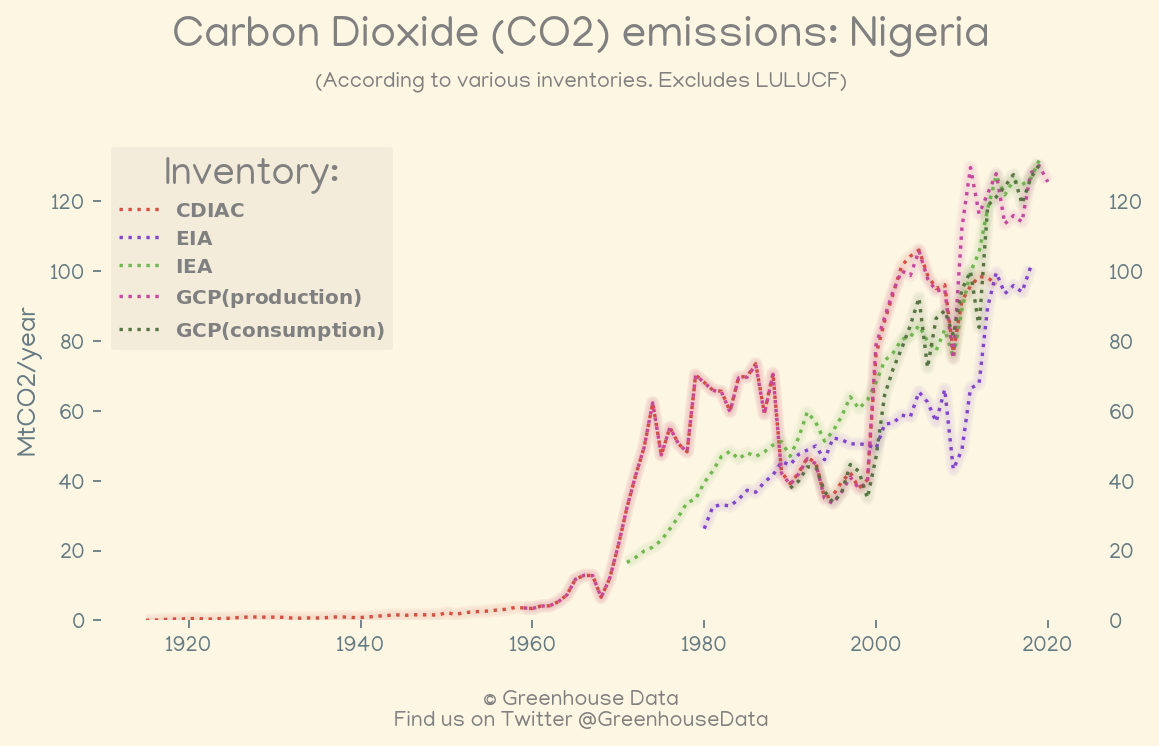 Carbon Dioxide (CO2) emissions: Nigeria
(According to various inventories. Excludes LULUCF)
Inventory:
CDIAC
EIA
IEA
GCP(production)
GCP(consumption)
MtCO2/year
120
100
80
60
40
20
0
120
100
80
60
40
20
0
1920 1940 1960 1980 2000 2020
© Greenhouse Data
Find us on Twitter @GreenhouseData